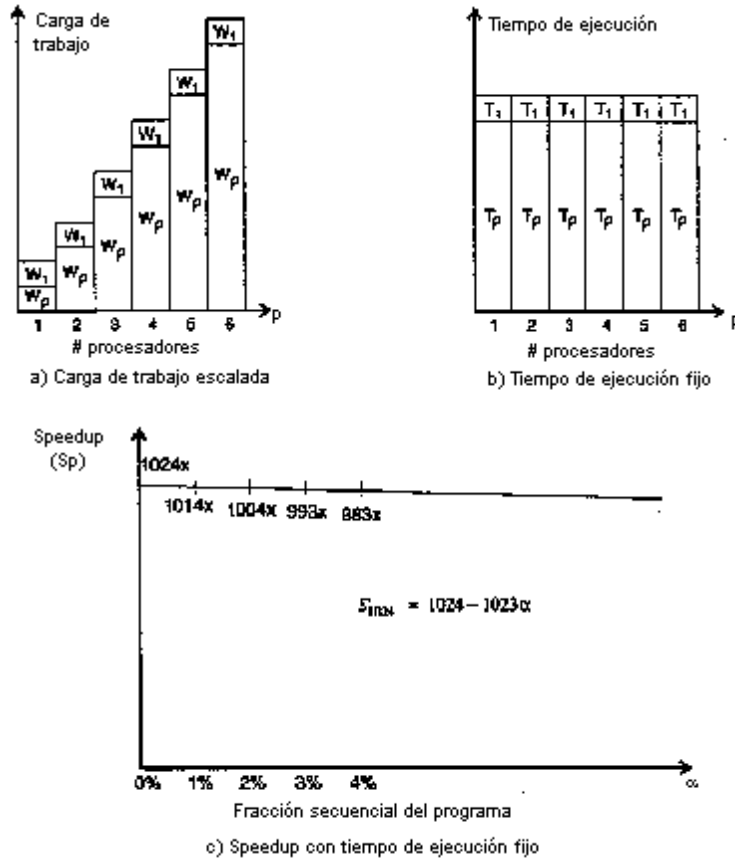 Carga de
trabajo
W₁
W₁
W₁
W₁
W₁
W₁
Wₚ
Wₚ
Wₚ
Wₚ
Wₚ
Wₚ
p
1 2 3 4 5 6
# procesadores
a) Carga de trabajo escalada
Tiempo de ejecución
T₁ T₁ T₁ T₁ T₁ T₁
Tₚ Tₚ Tₚ Tₚ Tₚ Tₚ
p
1 2 3 4 5 6
# procesadores
b) Tiempo de ejecución fijo
Speedup
(Sp)
1024x
1014x 1004x 993x 983x
S₁₀₂₄ = 1024 − 1023α
0% 1% 2% 3% 4% α
Fracción secuencial del programa
c) Speedup con tiempo de ejecución fijo